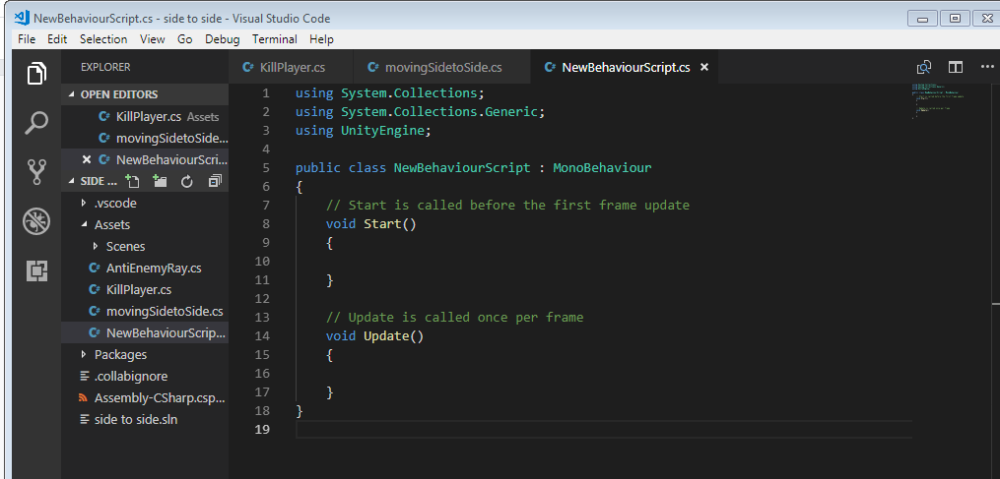 NewBehaviourScript.cs - side to side - Visual Studio Code
File Edit Selection View Go Debug Terminal Help
EXPLORER
OPEN EDITORS
KillPlayer.cs Assets
movingSidetoSide...
NewBehaviourScri...
SIDE ...
.vscode
Assets
Scenes
AntiEnemyRay.cs
KillPlayer.cs
movingSidetoSide.cs
NewBehaviourScrip...
Packages
.collabignore
Assembly-CSharp.csp...
side to side.sln
KillPlayer.cs movingSidetoSide.cs NewBehaviourScript.cs
1 using System.Collections;
2 using System.Collections.Generic;
3 using UnityEngine;
4
5 public class NewBehaviourScript : MonoBehaviour
6 {
7 // Start is called before the first frame update
8 void Start()
9 {
10
11 }
12
13 // Update is called once per frame
14 void Update()
15 {
16
17 }
18 }
19